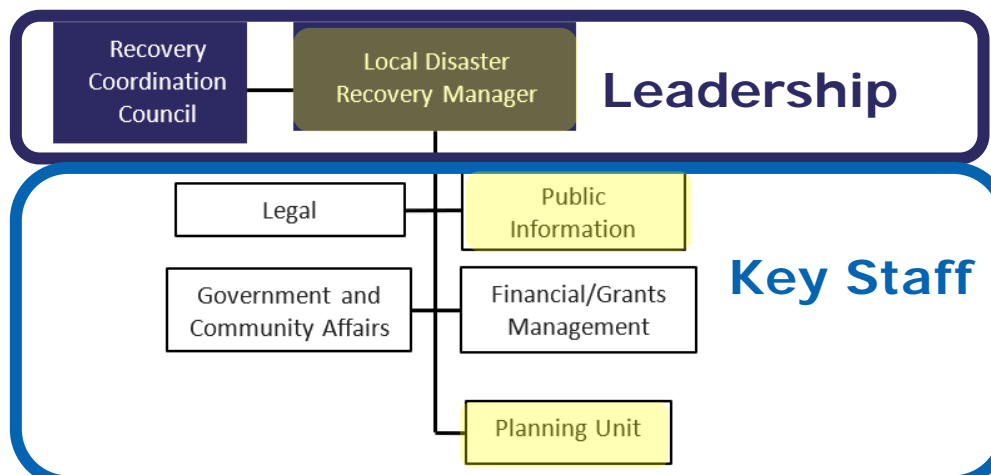 Recovery
Coordination
Council
Local Disaster
Recovery Manager
Leadership
Legal
Public
Information
Key Staff
Government and
Community Affairs
Financial/Grants
Management
Planning Unit